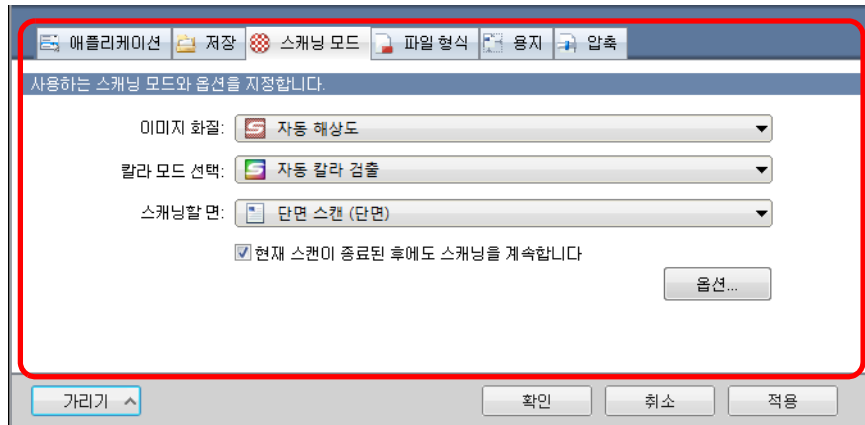 애플리케이션 저장 스캐닝 모드 파일 형식 용지 압축
사용하는 스캐닝 모드와 옵션을 지정합니다.
이미지 화질: 자동 해상도
칼라 모드 선택: 자동 칼라 검출
스캐닝할 면: 단면 스캔 (단면)
현재 스캔이 종료된 후에도 스캐닝을 계속합니다
옵션...
가리기 확인 취소 적용